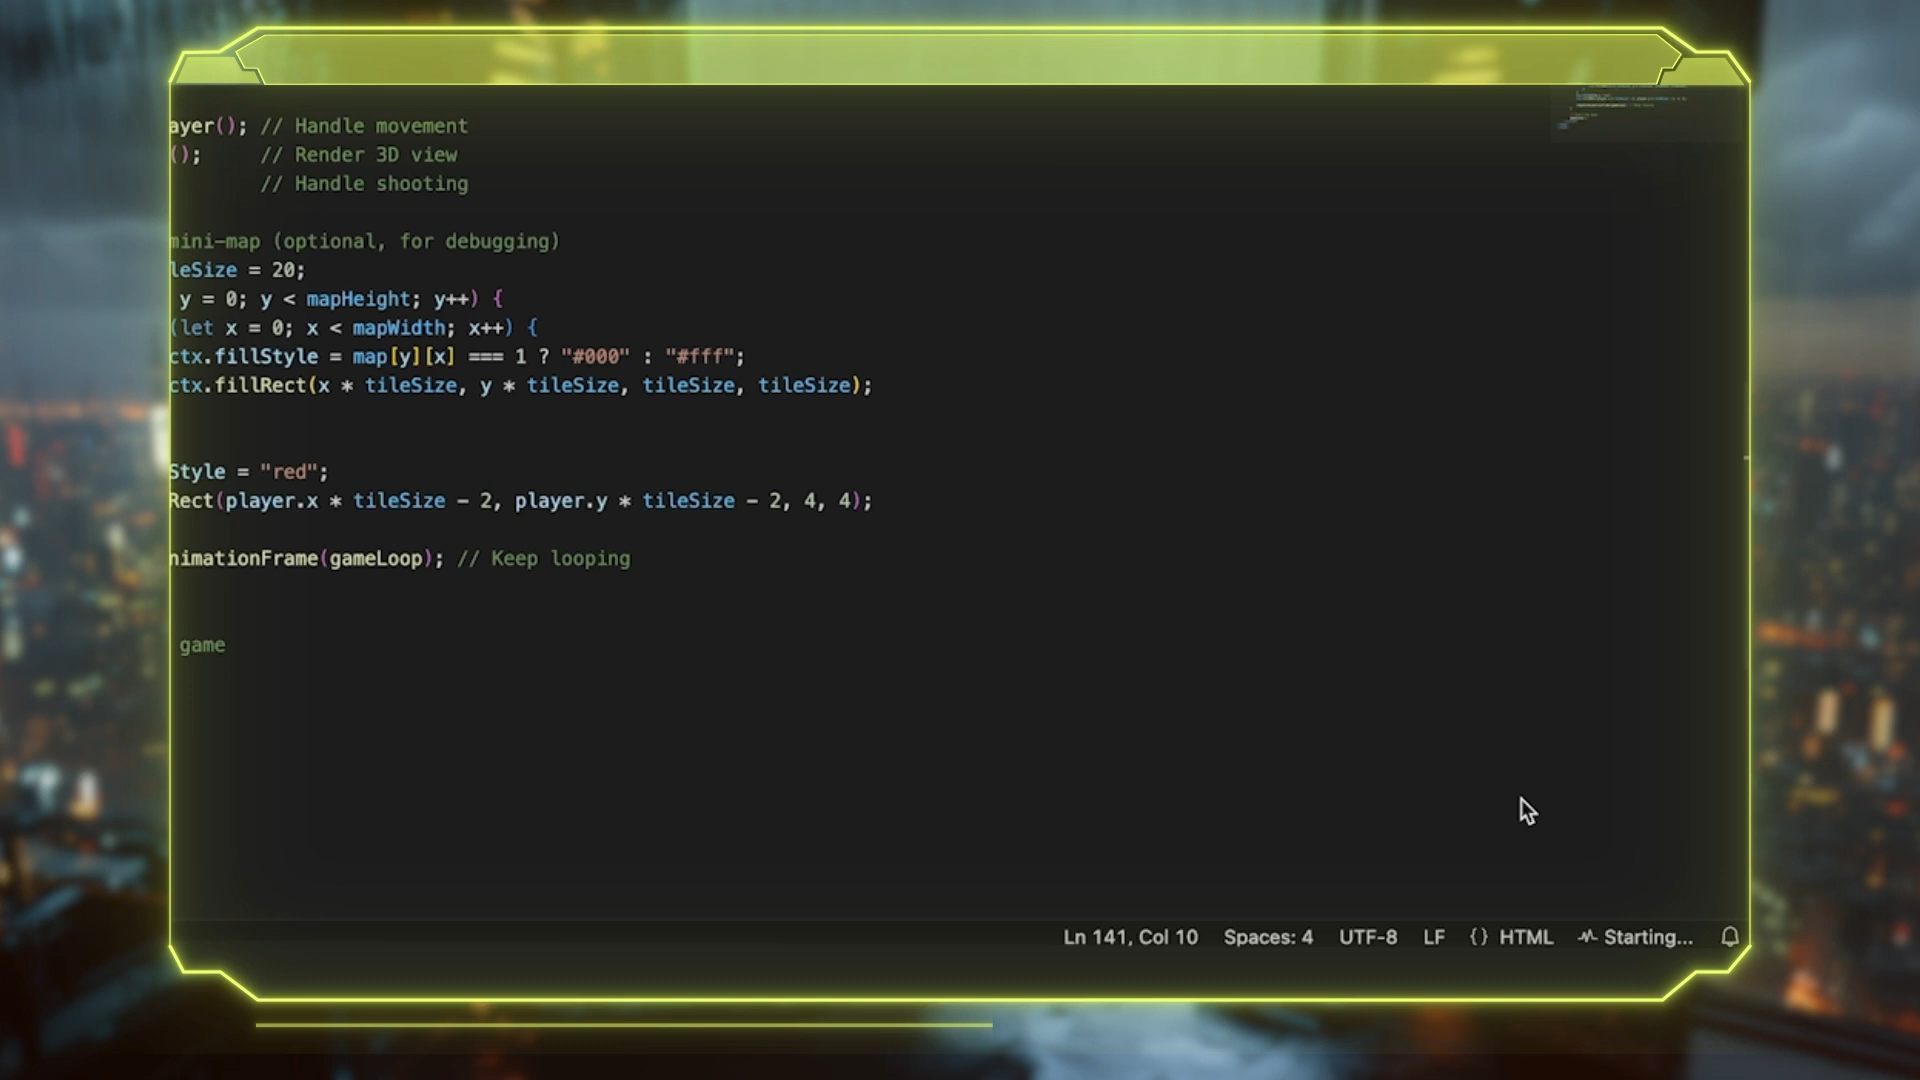 ayer(); // Handle movement
();     // Render 3D view
        // Handle shooting
mini-map (optional, for debugging)
leSize = 20;
y = 0; y < mapHeight; y++) {
(let x = 0; x < mapWidth; x++) {
ctx.fillStyle = map[y][x] === 1 ? "#000" : "#fff";
ctx.fillRect(x * tileSize, y * tileSize, tileSize, tileSize);
Style = "red";
Rect(player.x * tileSize - 2, player.y * tileSize - 2, 4, 4);
nimationFrame(gameLoop); // Keep looping
game
Ln 141, Col 10 Spaces: 4 UTF-8 LF {} HTML Starting...